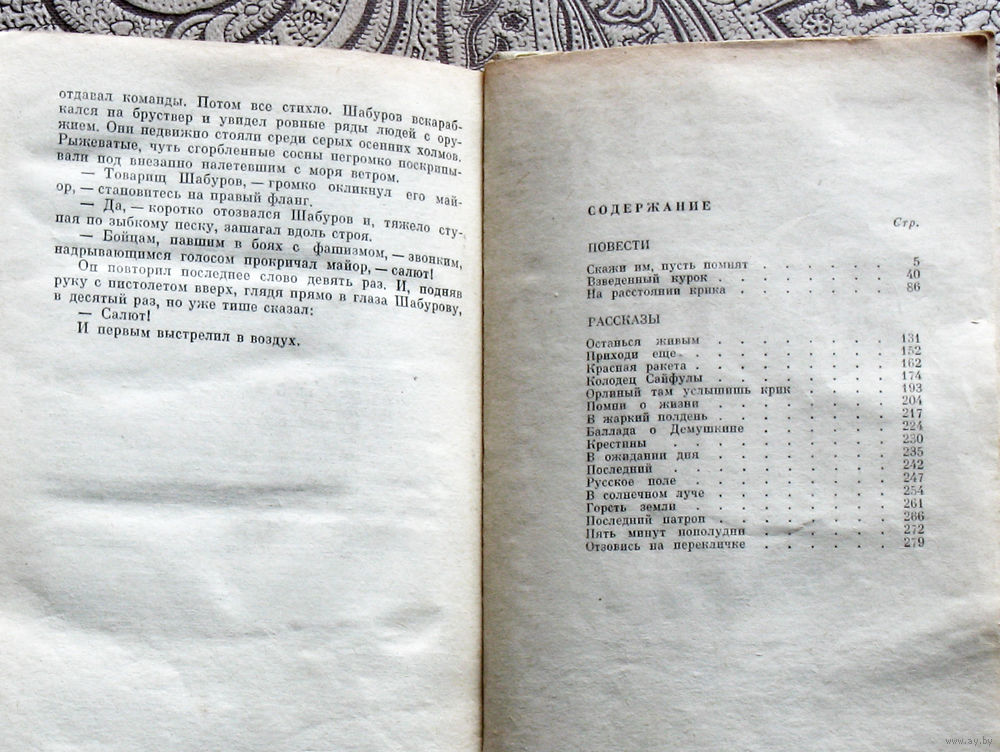 отдавал команды. Потом все стихло. Шабуров вскараб-
кался на бруствер и увидел ровные ряды людей с ору-
жием. Они недвижно стояли среди серых осенних холмов.
Рыжеватые, чуть сгорбленные сосны негромко поскрипы-
вали под внезапно налетевшим с моря ветром.
— Товарищ Шабуров, — громко окликнул его май-
ор, — становитесь на правый фланг.
— Да, — коротко отозвался Шабуров и, тяжело сту-
пая по зыбкому песку, зашагал вдоль строя.
— Бойцам, павшим в боях с фашизмом, — звонким,
надрывающимся голосом прокричал майор, — салют!
Он повторил последнее слово девять раз. И, подняв
руку с пистолетом вверх, глядя прямо в глаза Шабурову,
в десятый раз, но уже тише сказал:
— Салют!
И первым выстрелил в воздух.
СОДЕРЖАНИЕ
Стр.
ПОВЕСТИ
Скажи им, пусть помнят . . . . . . . 5
Взведенный курок . . . . . . . . 40
На расстоянии крика . . . . . . . 86
РАССКАЗЫ
Останься живым . . . . . . . . 131
Приходи еще . . . . . . . . . 152
Красная ракета . . . . . . . . . 162
Колодец Сайфулы . . . . . . . . 174
Орлиный там услышишь крик . . . . . . 193
Помни о жизни . . . . . . . . 204
В жаркий полдень . . . . . . . . 217
Баллада о Демушкине . . . . . . . 224
Крестины . . . . . . . . . . 230
В ожидании дня . . . . . . . . 235
Последний . . . . . . . . . 242
Русское поле . . . . . . . . . 247
В солнечном луче . . . . . . . . 254
Горсть земли . . . . . . . . . 261
Последний патрон . . . . . . . . 266
Пять минут пополудни . . . . . . . 272
Отзовись на перекличке . . . . . . . 279
www.ay.by